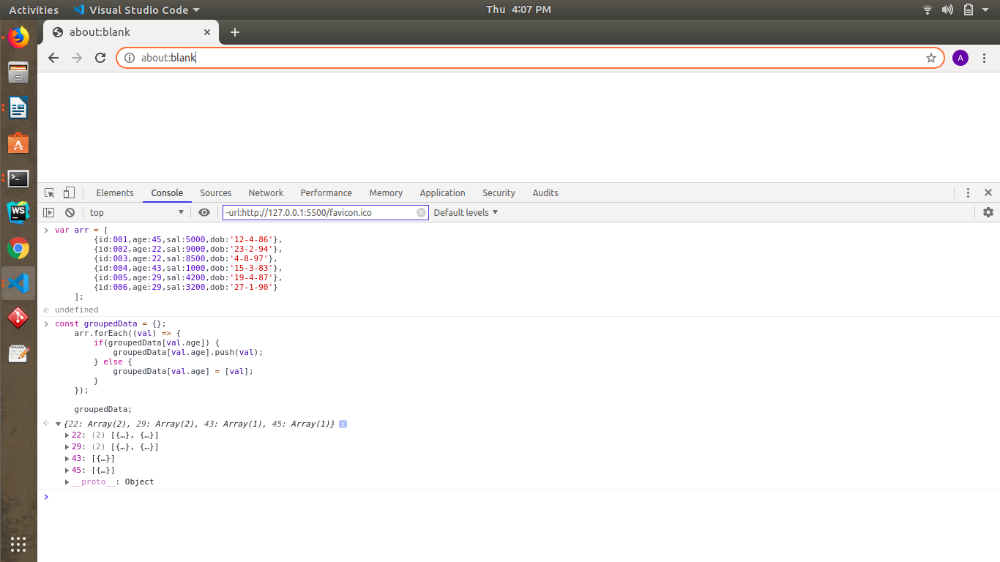 Activities Visual Studio Code Thu 4:07 PM
about:blank
about:blank A
Elements Console Sources Network Performance Memory Application Security Audits
top -url:http://127.0.0.1:5500/favicon.ico Default levels
> var arr = [
{id:001,age:45,sal:5000,dob:'12-4-86'},
{id:002,age:22,sal:9000,dob:'23-2-94'},
{id:003,age:22,sal:8500,dob:'4-8-97'},
{id:004,age:43,sal:1000,dob:'15-3-83'},
{id:005,age:29,sal:4200,dob:'19-4-87'},
{id:006,age:29,sal:3200,dob:'27-1-90'}
];
undefined
> const groupedData = {};
arr.forEach((val) => {
if(groupedData[val.age]) {
groupedData[val.age].push(val);
} else {
groupedData[val.age] = [val];
}
});
groupedData;
{22: Array(2), 29: Array(2), 43: Array(1), 45: Array(1)} i
22: (2) [{…}, {…}]
29: (2) [{…}, {…}]
43: [{…}]
45: [{…}]
__proto__: Object
>
WS